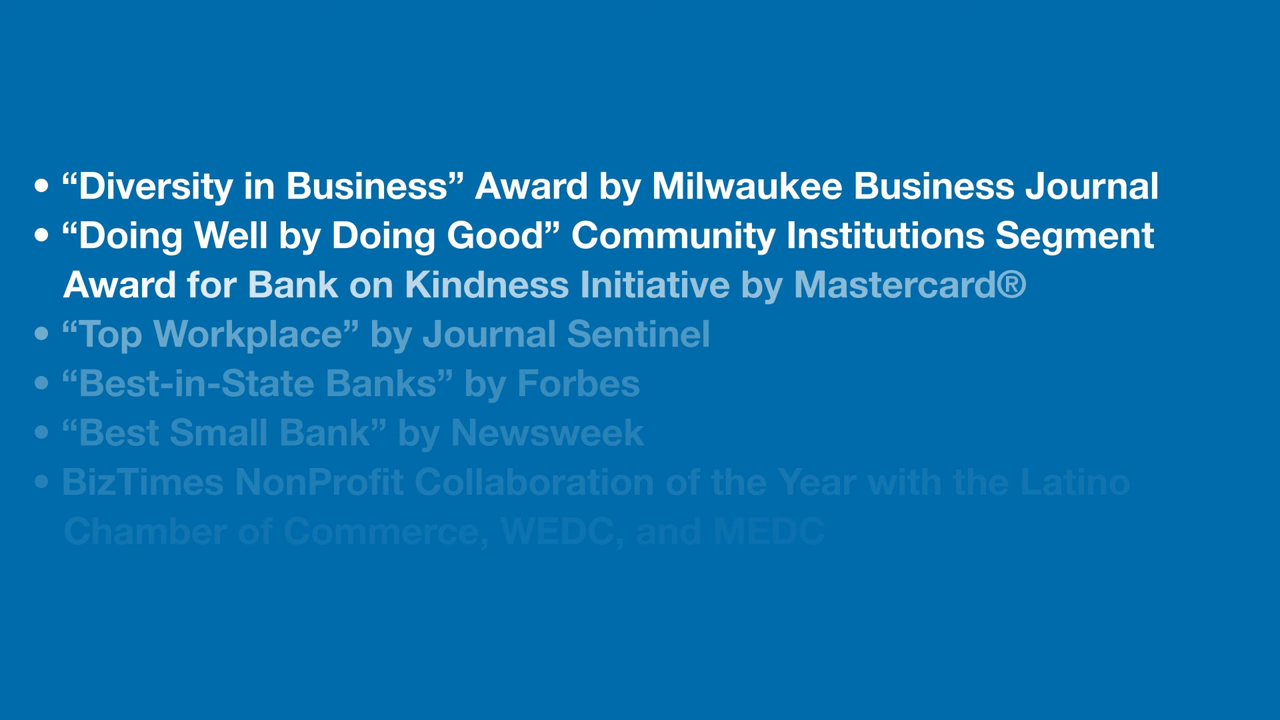 • “Diversity in Business” Award by Milwaukee Business Journal
• “Doing Well by Doing Good” Community Institutions Segment
Award for Bank on Kindness Initiative by Mastercard®
• “Top Workplace” by Journal Sentinel
• “Best-in-State Banks” by Forbes
• “Best Small Bank” by Newsweek
• BizTimes NonProfit Collaboration of the Year with the Latino
Chamber of Commerce, WEDC, and MEDC